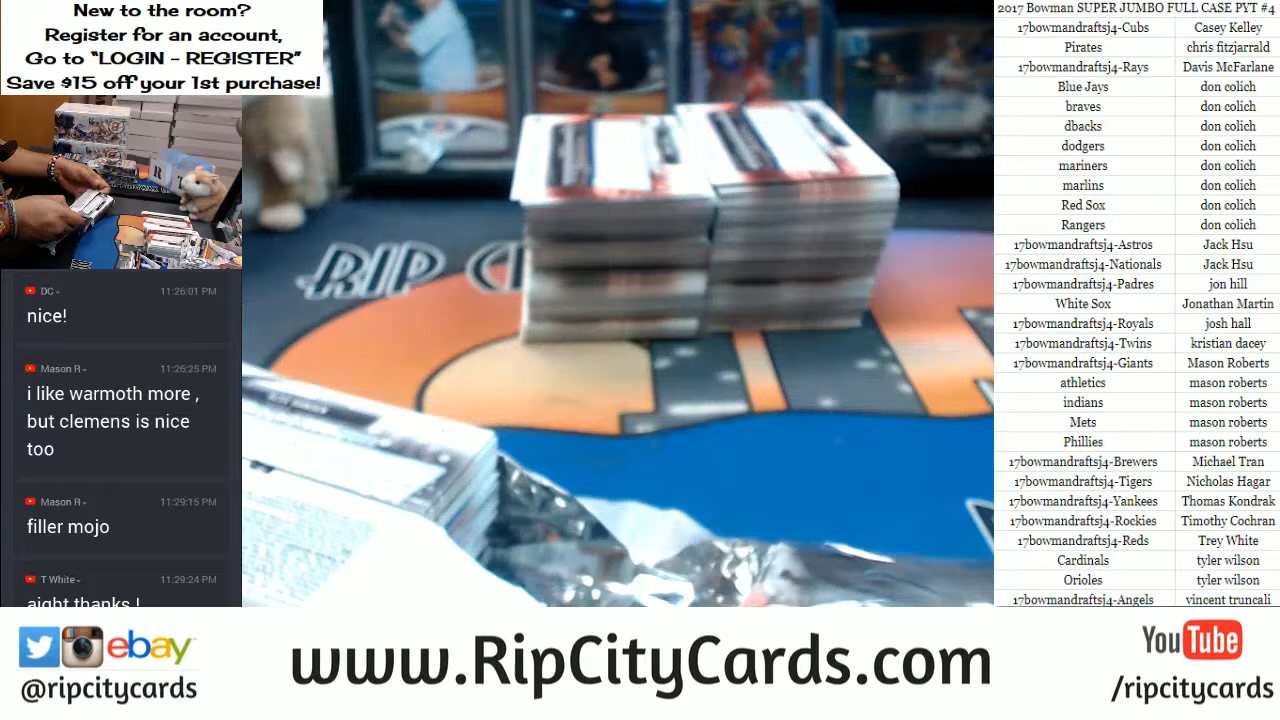 New to the room?
Register for an account,
Go to “LOGIN - REGISTER”
Save $15 off your 1st purchase!
DC
11:26:01 PM
nice!
Mason R
11:26:25 PM
i like warmoth more ,
but clemens is nice
too
Mason R
11:29:15 PM
filler mojo
T White
11:29:24 PM
aight thanks !
RIP
2017 Bowman SUPER JUMBO FULL CASE PYT #4
17bowmandraftsj4-Cubs Casey Kelley
Pirates chris fitzjarrald
17bowmandraftsj4-Rays Davis McFarlane
Blue Jays don colich
braves don colich
dbacks don colich
dodgers don colich
mariners don colich
marlins don colich
Red Sox don colich
Rangers don colich
17bowmandraftsj4-Astros Jack Hsu
17bowmandraftsj4-Nationals Jack Hsu
17bowmandraftsj4-Padres jon hill
White Sox Jonathan Martin
17bowmandraftsj4-Royals josh hall
17bowmandraftsj4-Twins kristian dacey
17bowmandraftsj4-Giants Mason Roberts
athletics mason roberts
indians mason roberts
Mets mason roberts
Phillies mason roberts
17bowmandraftsj4-Brewers Michael Tran
17bowmandraftsj4-Tigers Nicholas Hagar
17bowmandraftsj4-Yankees Thomas Kondrak
17bowmandraftsj4-Rockies Timothy Cochran
17bowmandraftsj4-Reds Trey White
Cardinals tyler wilson
Orioles tyler wilson
17bowmandraftsj4-Angels vincent truncali
ebay
@ripcitycards
www.RipCityCards.com
YouTube
/ripcitycards